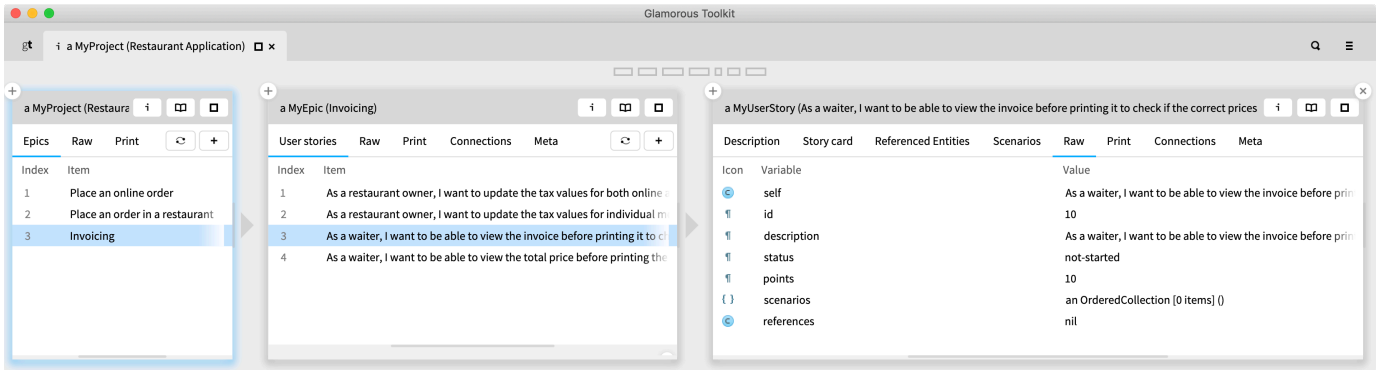 Glamorous Toolkit
gt
i a MyProject (Restaurant Application)
a MyProject (Restaura
i
Epics Raw Print
Index Item
1 Place an online order
2 Place an order in a restaurant
3 Invoicing
a MyEpic (Invoicing)
i
User stories Raw Print Connections Meta
Index Item
1 As a restaurant owner, I want to update the tax values for both online
2 As a restaurant owner, I want to update the tax values for individual
3 As a waiter, I want to be able to view the invoice before printing it to
4 As a waiter, I want to be able to view the total price before printing the
a MyUserStory (As a waiter, I want to be able to view the invoice before printing it to check if the correct prices
i
Description Story card Referenced Entities Scenarios Raw Print Connections Meta
Icon Variable Value
C self As a waiter, I want to be able to view the invoice before prin
¶ id 10
¶ description As a waiter, I want to be able to view the invoice before prin
¶ status not-started
¶ points 10
{ } scenarios an OrderedCollection [0 items] ()
C references nil